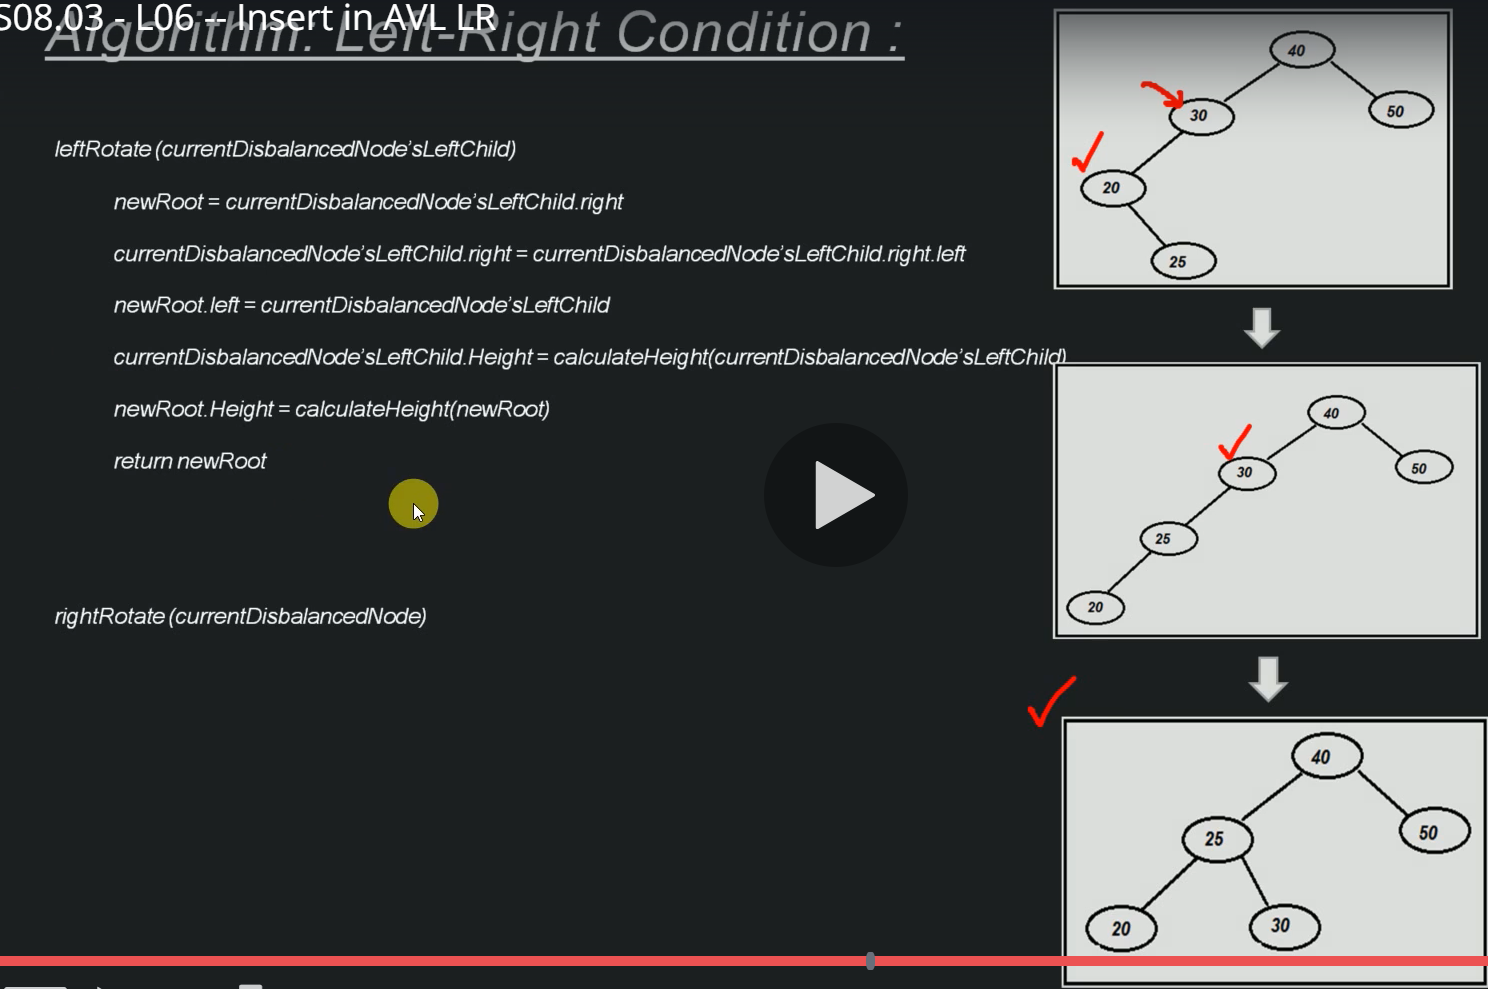 S08.03 - L06 -- Insert in AVL LR
Algorithm: Left-Right Condition :
leftRotate (currentDisbalancedNode’sLeftChild)
newRoot = currentDisbalancedNode’sLeftChild.right
currentDisbalancedNode’sLeftChild.right = currentDisbalancedNode’sLeftChild.right.left
newRoot.left = currentDisbalancedNode’sLeftChild
currentDisbalancedNode’sLeftChild.Height = calculateHeight(currentDisbalancedNode’sLeftChild)
newRoot.Height = calculateHeight(newRoot)
return newRoot
rightRotate (currentDisbalancedNode)
40
30
50
20
25
40
30
50
25
20
40
25
50
20
30